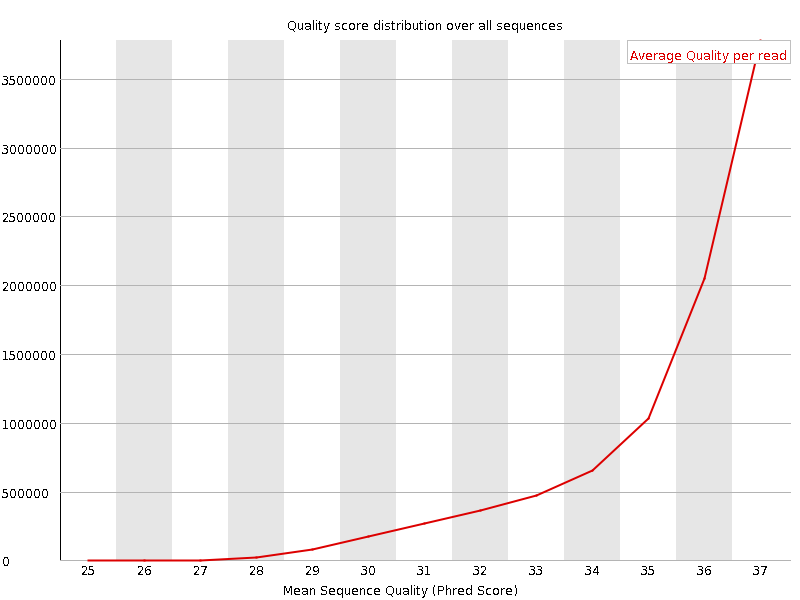 Quality score distribution over all sequences
Average Quality per read
3500000
3000000
2500000
2000000
1500000
1000000
500000
0
25 26 27 28 29 30 31 32 33 34 35 36 37
Mean Sequence Quality (Phred Score)